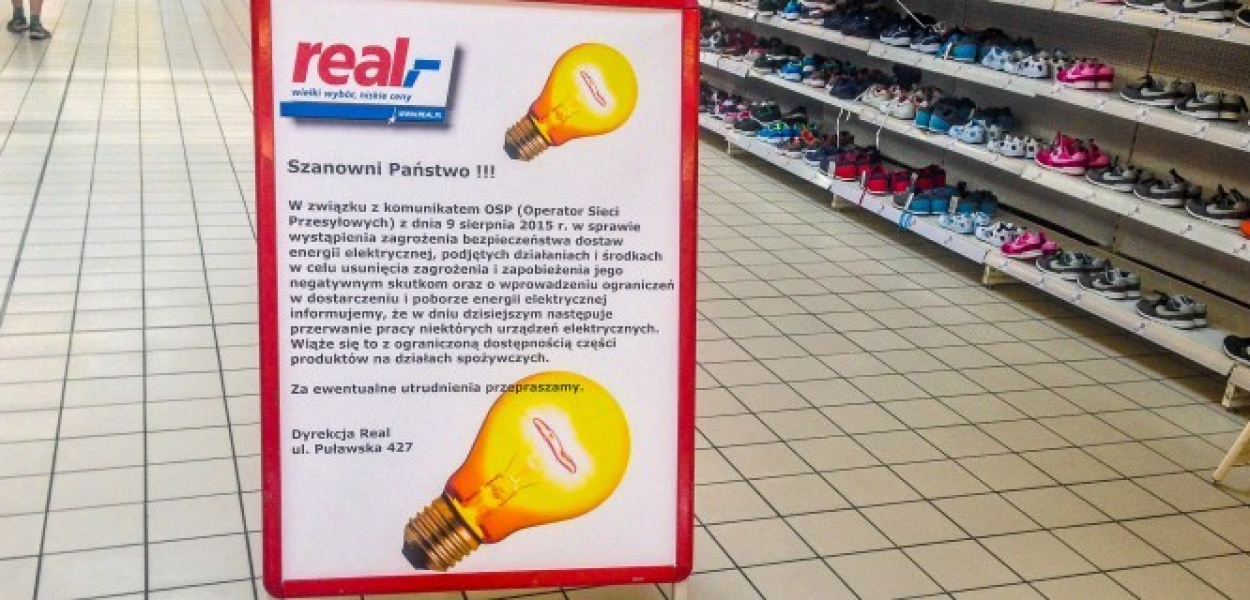 real,-
wielki wybór, niskie ceny
WWW.REAL.PL
Szanowni Państwo !!!
W związku z komunikatem OSP (Operator Sieci
Przesyłowych) z dnia 9 sierpnia 2015 r. w sprawie
wystąpienia zagrożenia bezpieczeństwa dostaw
energii elektrycznej, podjętych działaniach i środkach
w celu usunięcia zagrożenia i zapobieżenia jego
negatywnym skutkom oraz o wprowadzeniu ograniczeń
w dostarczeniu i poborze energii elektrycznej
informujemy, że w dniu dzisiejszym następuje
przerwanie pracy niektórych urządzeń elektrycznych.
Wiąże się to z ograniczoną dostępnością części
produktów na działach spożywczych.
Za ewentualne utrudnienia przepraszamy.
Dyrekcja Real
ul. Puławska 427